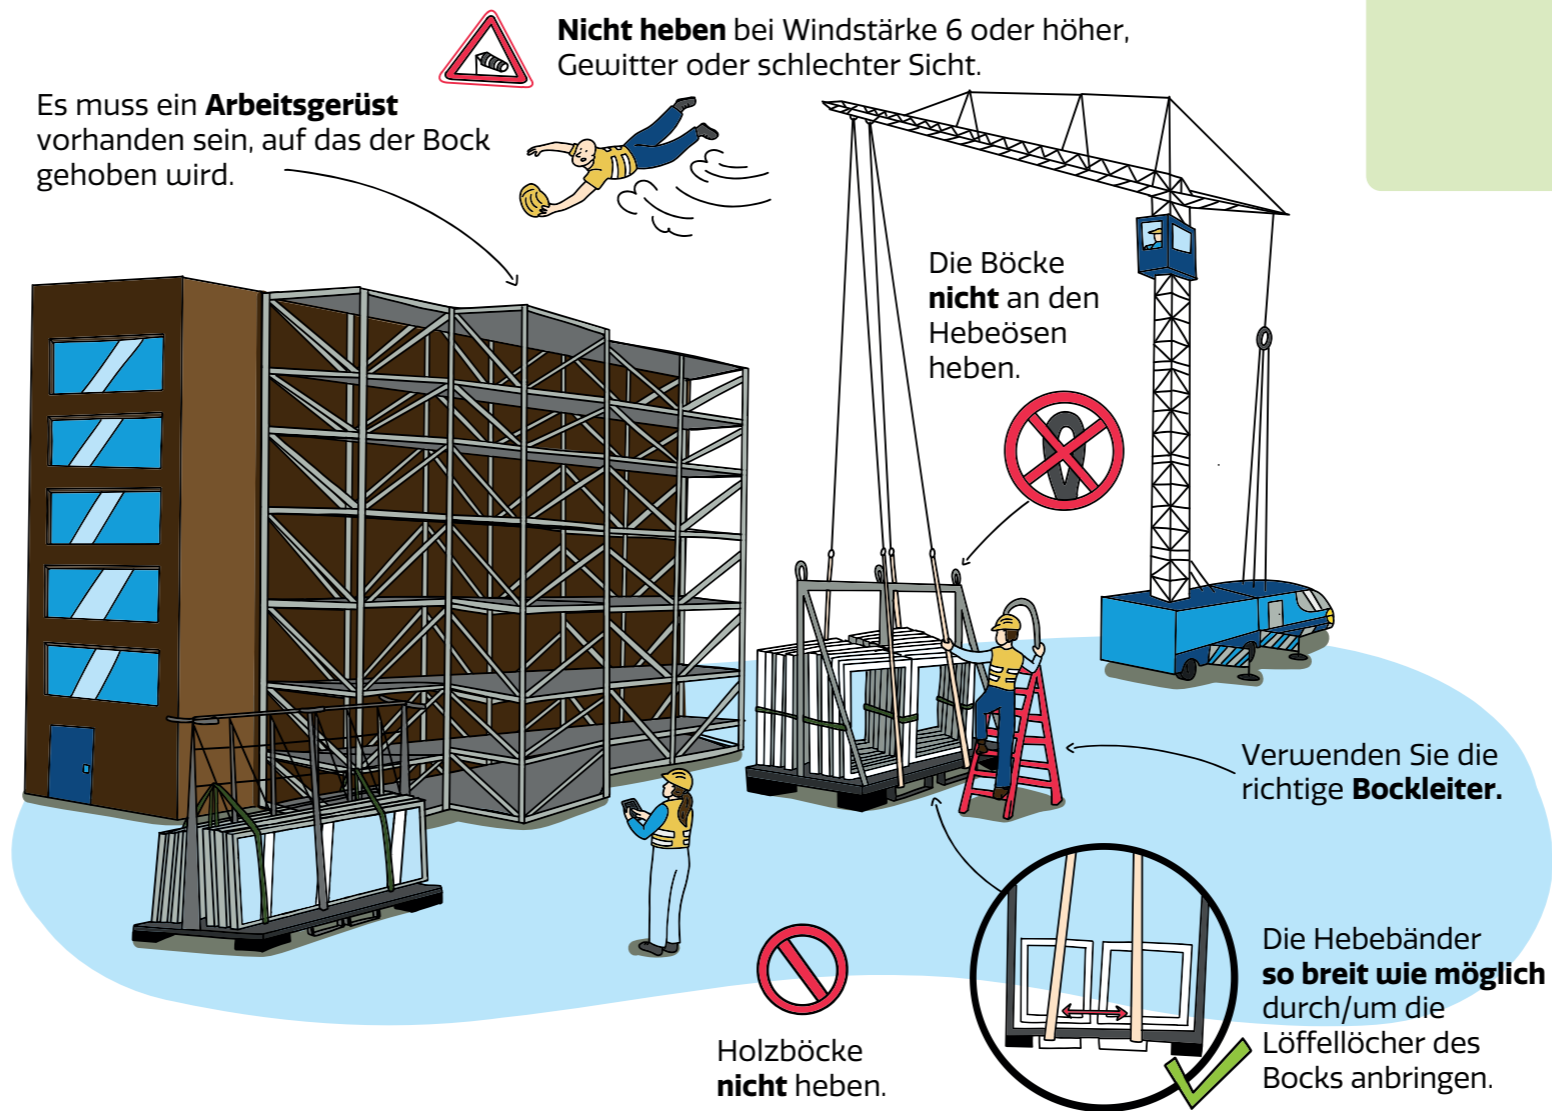 Nicht heben bei Windstärke 6 oder höher,
Gewitter oder schlechter Sicht.
Es muss ein Arbeitsgerüst
vorhanden sein, auf das der Bock
gehoben wird.
Die Böcke
nicht an den
Hebeösen
heben.
Verwenden Sie die
richtige Bockleiter.
Die Hebebänder
so breit wie möglich
durch/um die
Löffellöcher des
Bocks anbringen.
Holzböcke
nicht heben.